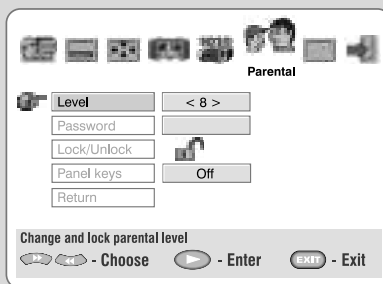 Parental
Level < 8 >
Password
Lock/Unlock
Panel keys Off
Return
Change and lock parental level
- Choose - Enter EXIT - Exit